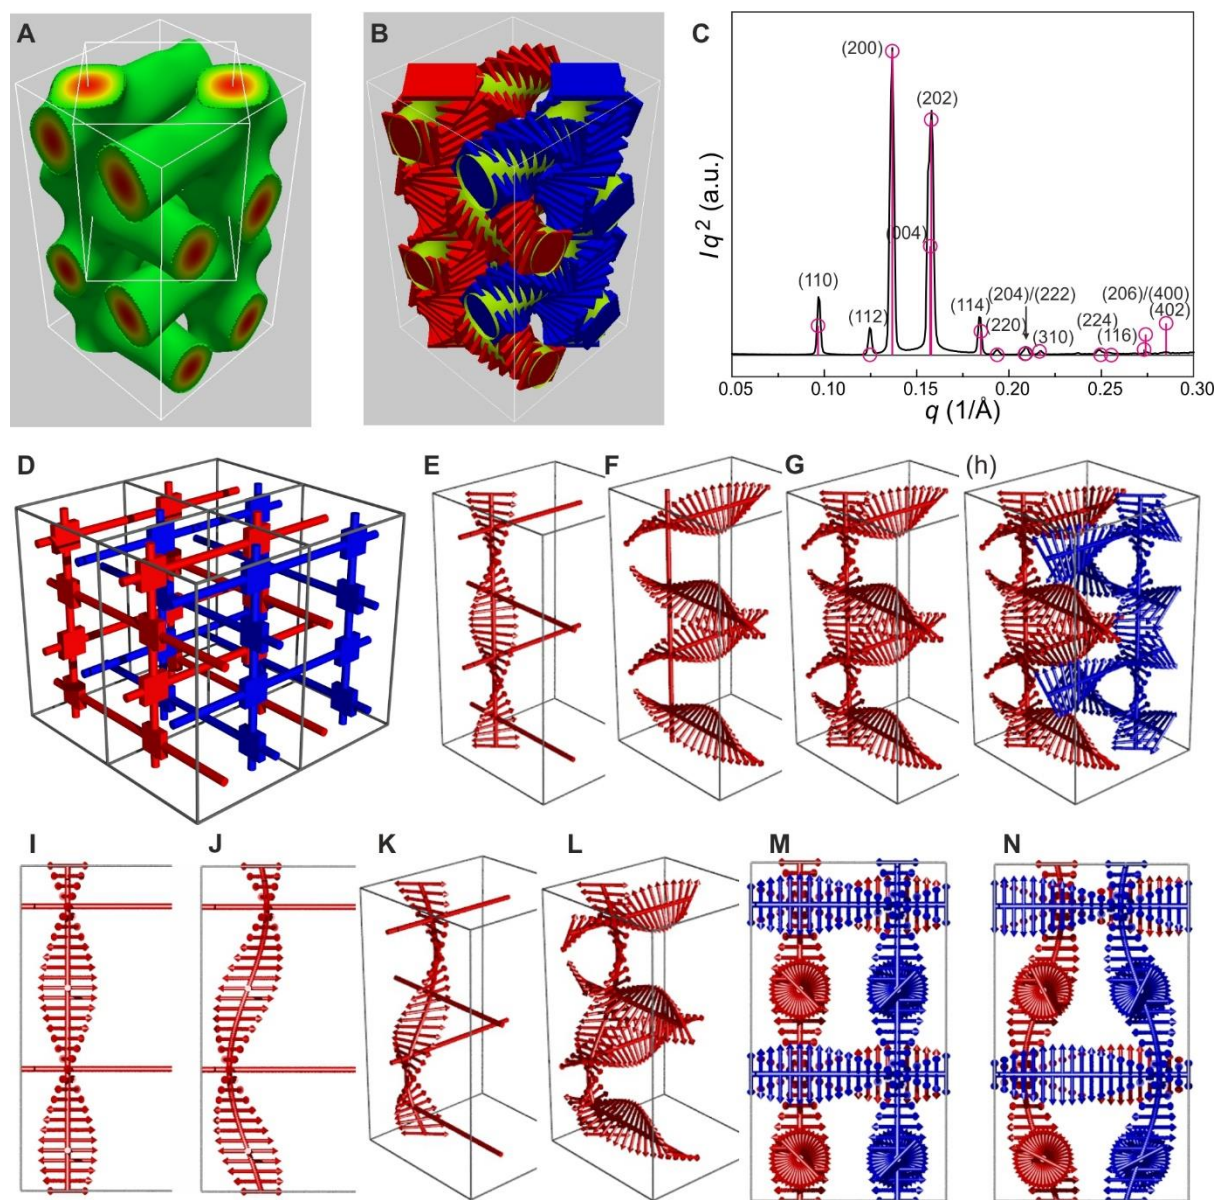 A
B
C
(200)
(202)
(004)
(110)
(112)
(114)
(220)
(204)/(222)
(310)
(224)
(116)
(206)/(400)
(402)
Iq² (a.u.)
0.05
0.10
0.15
0.20
0.25
0.30
q (1/Å)
D
E
F
G
(h)
I
J
K
L
M
N